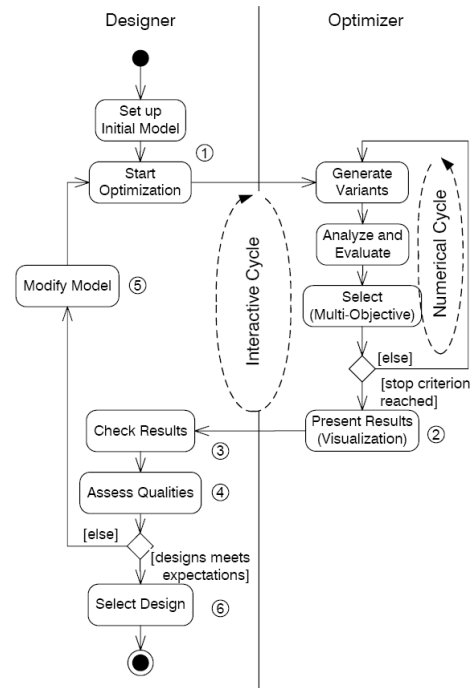 Designer
Optimizer
Set up
Initial Model
①
Start
Optimization
Generate
Variants
Analyze and
Evaluate
Numerical Cycle
Interactive Cycle
Modify Model
⑤
Select
(Multi-Objective)
[else]
[stop criterion
reached]
Present Results
(Visualization)
②
Check Results
③
Assess Qualities
④
[else]
[designs meets
expectations]
Select Design
⑥